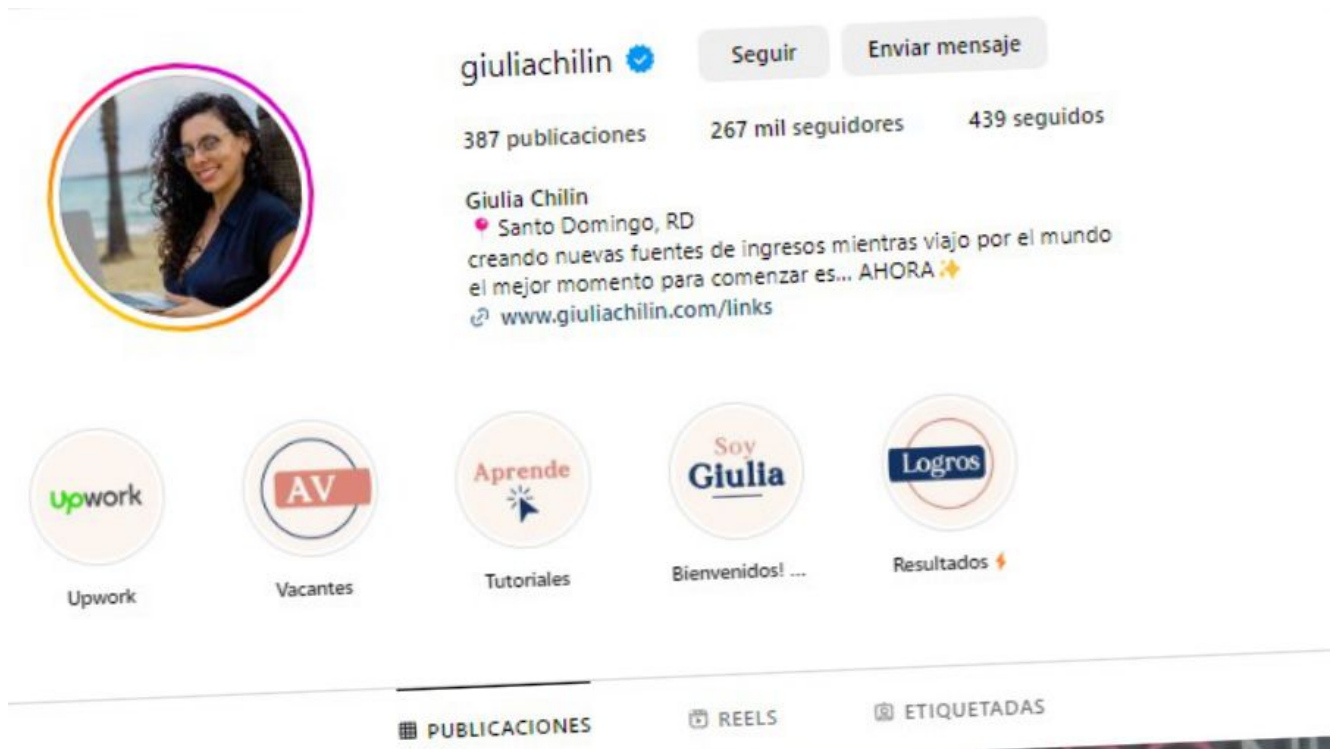 giuliachilin
Seguir
Enviar mensaje
387 publicaciones
267 mil seguidores
439 seguidos
Giulia Chilin
📍 Santo Domingo, RD
creando nuevas fuentes de ingresos mientras viajo por el mundo
el mejor momento para comenzar es... AHORA✨
www.giuliachilin.com/links
Upwork
AV
Aprende
Soy
Giulia
Logros
Upwork
Vacantes
Tutoriales
Bienvenidos! ...
Resultados⚡
PUBLICACIONES
REELS
ETIQUETADAS